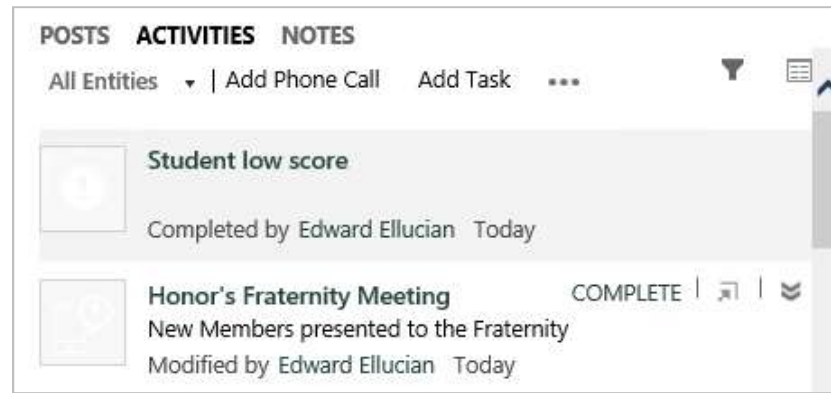 POSTS ACTIVITIES NOTES
All Entities | Add Phone Call Add Task ...
Student low score
Completed by Edward Ellucian Today
Honor's Fraternity Meeting COMPLETE | |
New Members presented to the Fraternity
Modified by Edward Ellucian Today